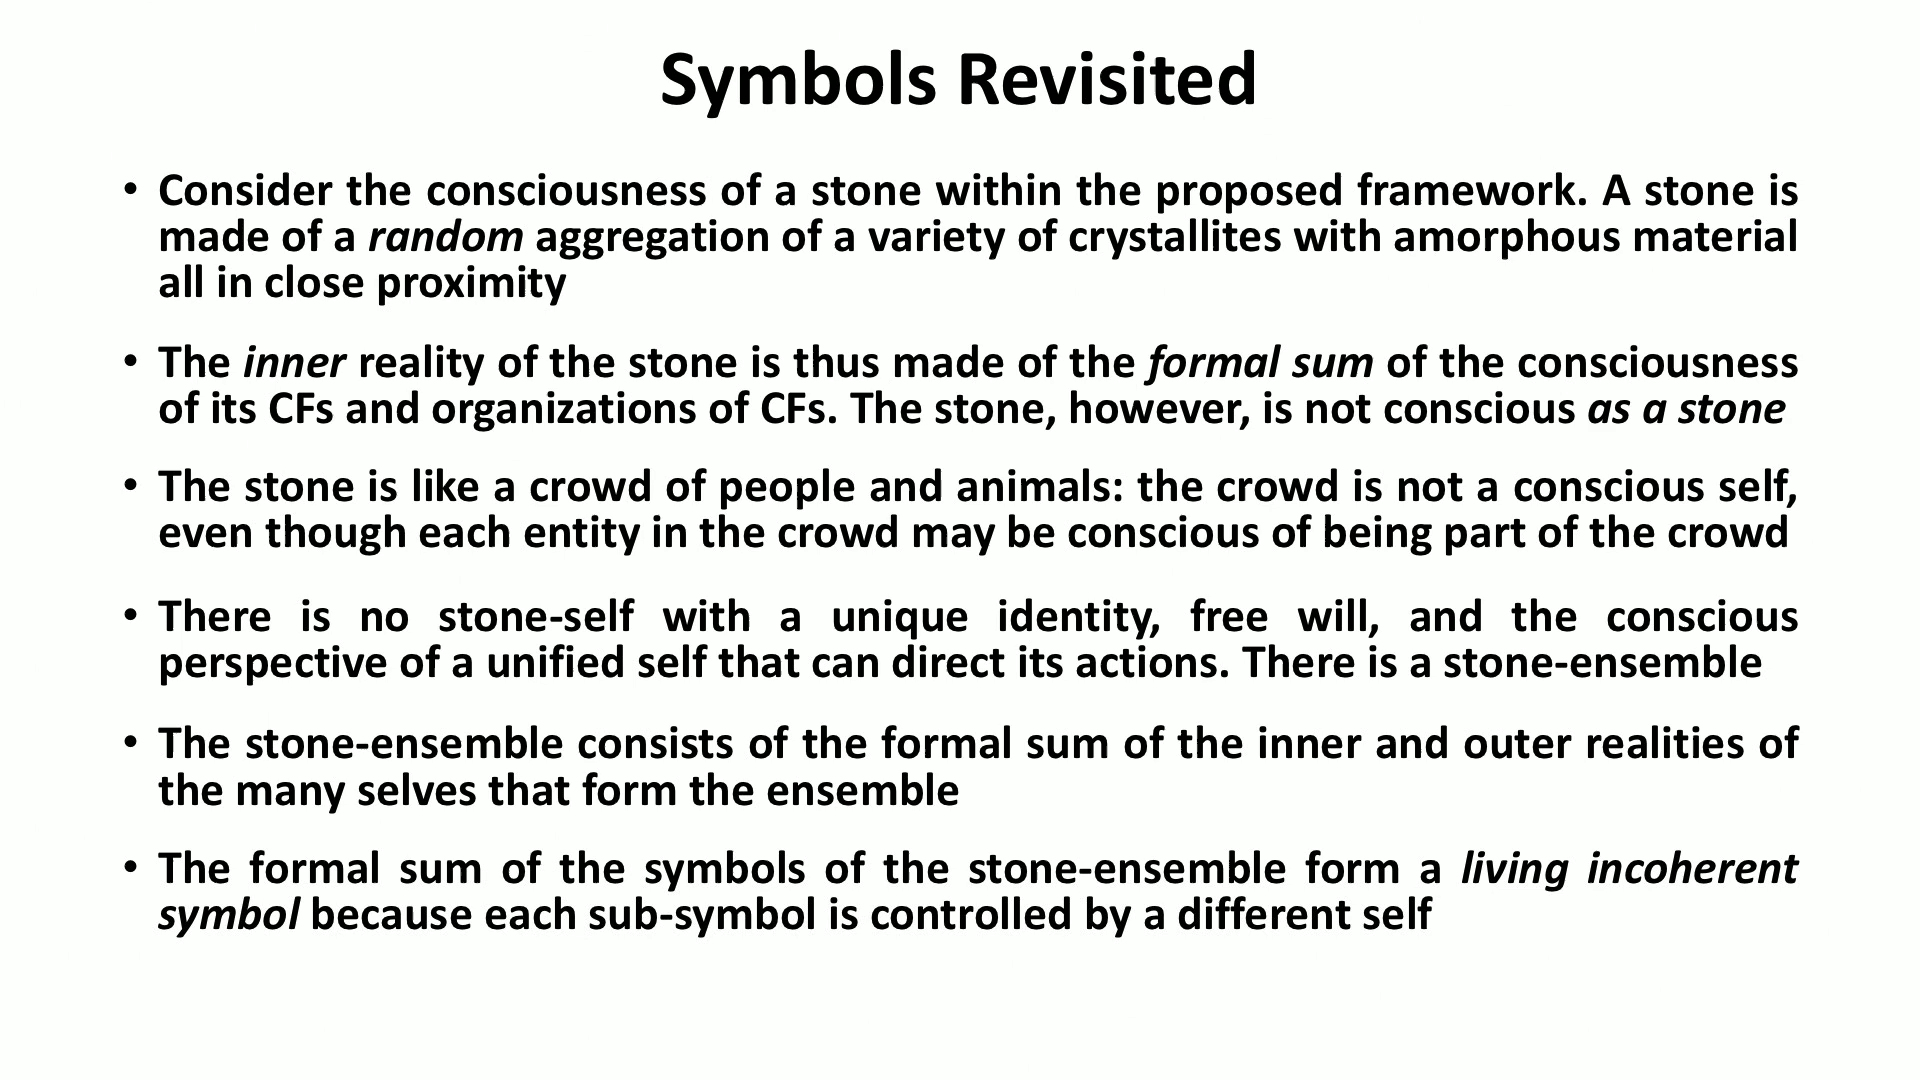 Symbols Revisited
• Consider the consciousness of a stone within the proposed framework. A stone is
made of a random aggregation of a variety of crystallites with amorphous material
all in close proximity
• The inner reality of the stone is thus made of the formal sum of the consciousness
of its CFs and organizations of CFs. The stone, however, is not conscious as a stone
• The stone is like a crowd of people and animals: the crowd is not a conscious self,
even though each entity in the crowd may be conscious of being part of the crowd
• There is no stone-self with a unique identity, free will, and the conscious
perspective of a unified self that can direct its actions. There is a stone-ensemble
• The stone-ensemble consists of the formal sum of the inner and outer realities of
the many selves that form the ensemble
• The formal sum of the symbols of the stone-ensemble form a living incoherent
symbol because each sub-symbol is controlled by a different self